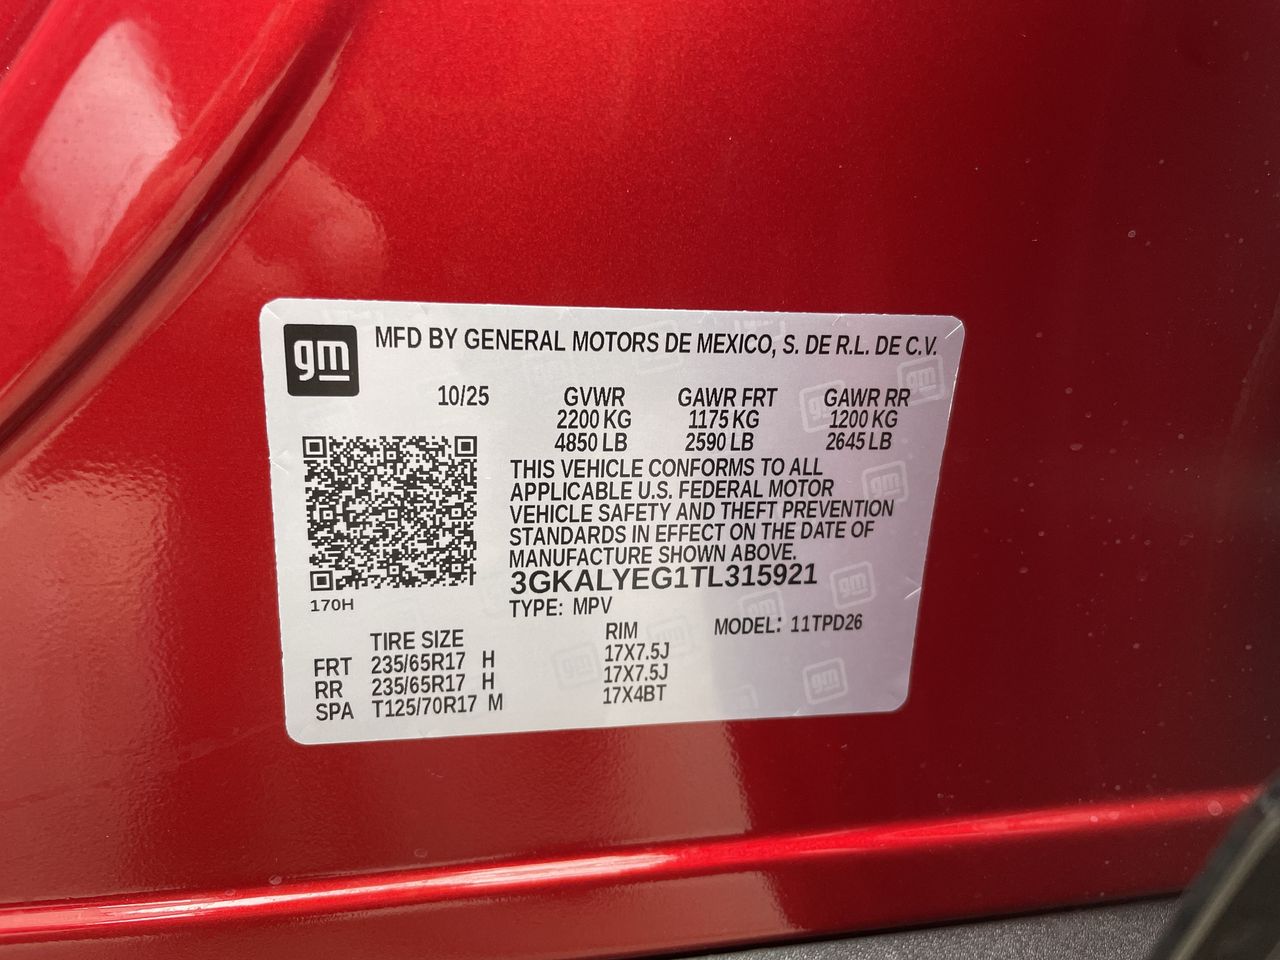 gm
MFD BY GENERAL MOTORS DE MEXICO, S. DE R.L. DE C.V.
10/25 GVWR GAWR FRT GAWR RR
2200 KG 1175 KG 1200 KG
4850 LB 2590 LB 2645 LB
THIS VEHICLE CONFORMS TO ALL
APPLICABLE U.S. FEDERAL MOTOR
VEHICLE SAFETY AND THEFT PREVENTION
STANDARDS IN EFFECT ON THE DATE OF
MANUFACTURE SHOWN ABOVE.
3GKALYEG1TL315921
170H
TYPE: MPV
MODEL: 11TPD26
TIRE SIZE RIM
FRT 235/65R17 H 17X7.5J
RR 235/65R17 H 17X7.5J
SPA T125/70R17 M 17X4BT